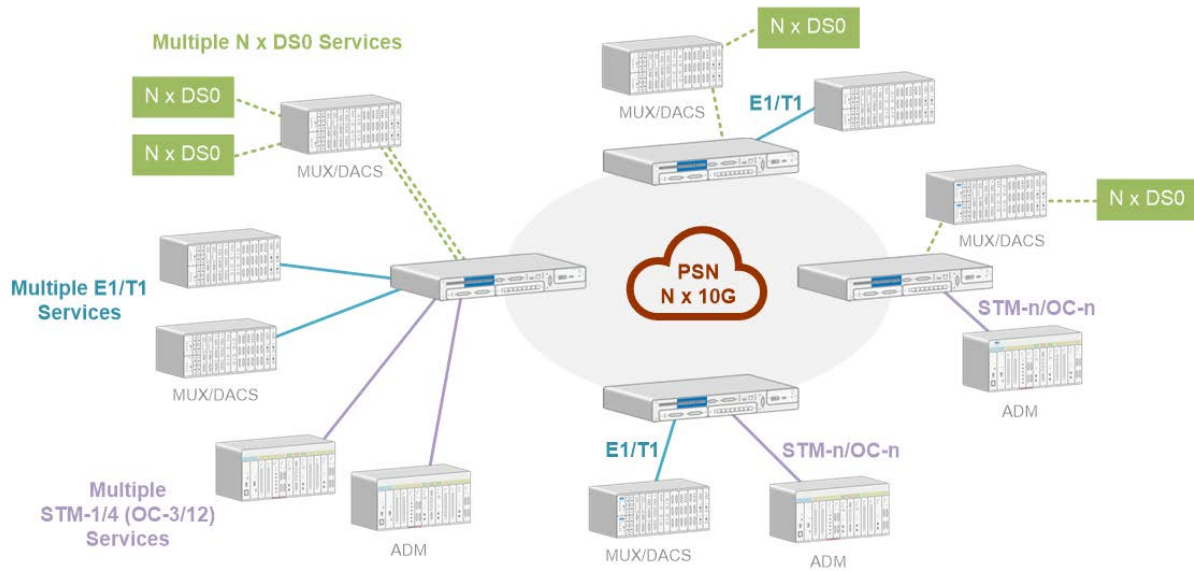 Multiple N x DS0 Services
N x DS0
N x DS0
MUX/DACS
N x DS0
MUX/DACS
E1/T1
N x DS0
MUX/DACS
PSN
N x 10G
Multiple E1/T1
Services
MUX/DACS
STM-n/OC-n
ADM
E1/T1
STM-n/OC-n
Multiple
STM-1/4 (OC-3/12)
Services
ADM
MUX/DACS
ADM